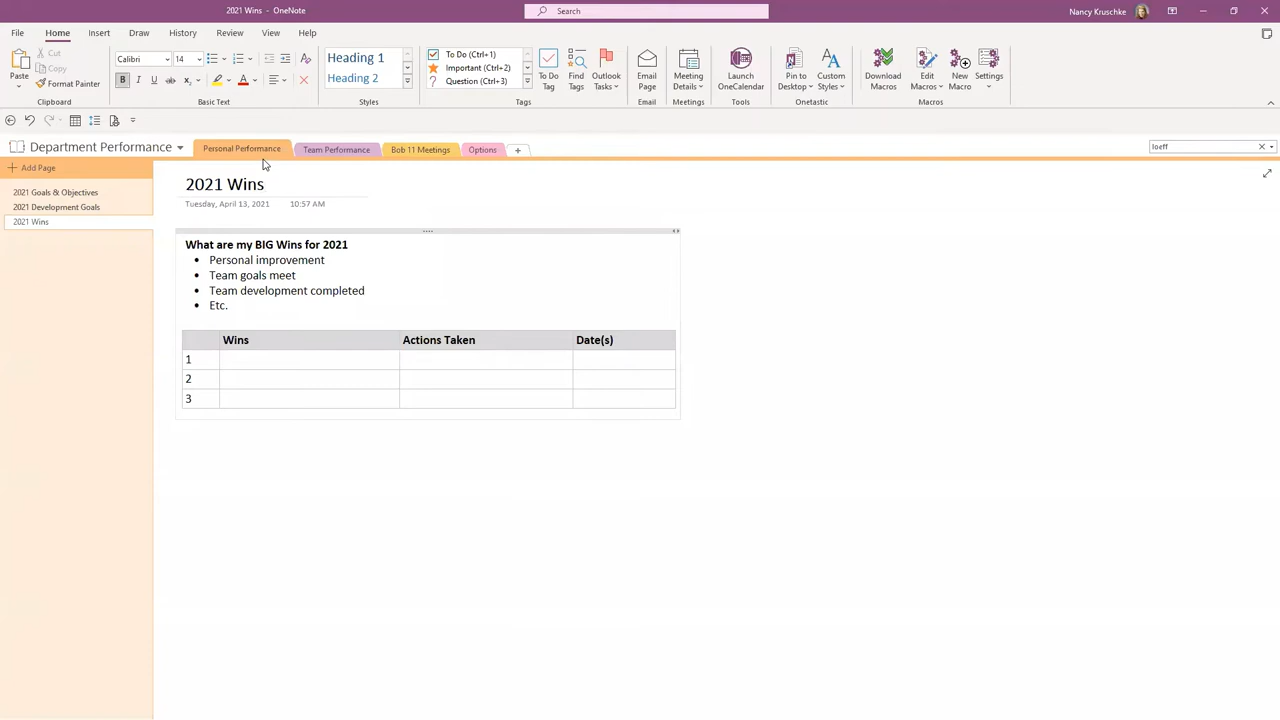 2021 Wins - OneNote
Search
Nancy Kruschke
File Home Insert Draw History Review View Help
Paste
Cut
Copy
Format Painter
Clipboard
Calibri 14
B I U ab x₂ A
Basic Text
Heading 1
Heading 2
Styles
To Do (Ctrl+1)
Important (Ctrl+2)
? Question (Ctrl+3)
To Do Tag
Find Tags
Outlook Tasks
Tags
Email Page
Email
Meeting Details
Meetings
Launch OneCalendar
Tools
Pin to Desktop
Custom Styles
Onetastic
Download Macros
Edit Macros
New Macro
Settings
Macros
Department Performance
Personal Performance Team Performance Bob 11 Meetings Options +
loeff
Add Page
2021 Goals & Objectives
2021 Development Goals
2021 Wins
2021 Wins
Tuesday, April 13, 2021 10:57 AM
What are my BIG Wins for 2021
• Personal improvement
• Team goals meet
• Team development completed
• Etc.
Wins Actions Taken Date(s)
1
2
3